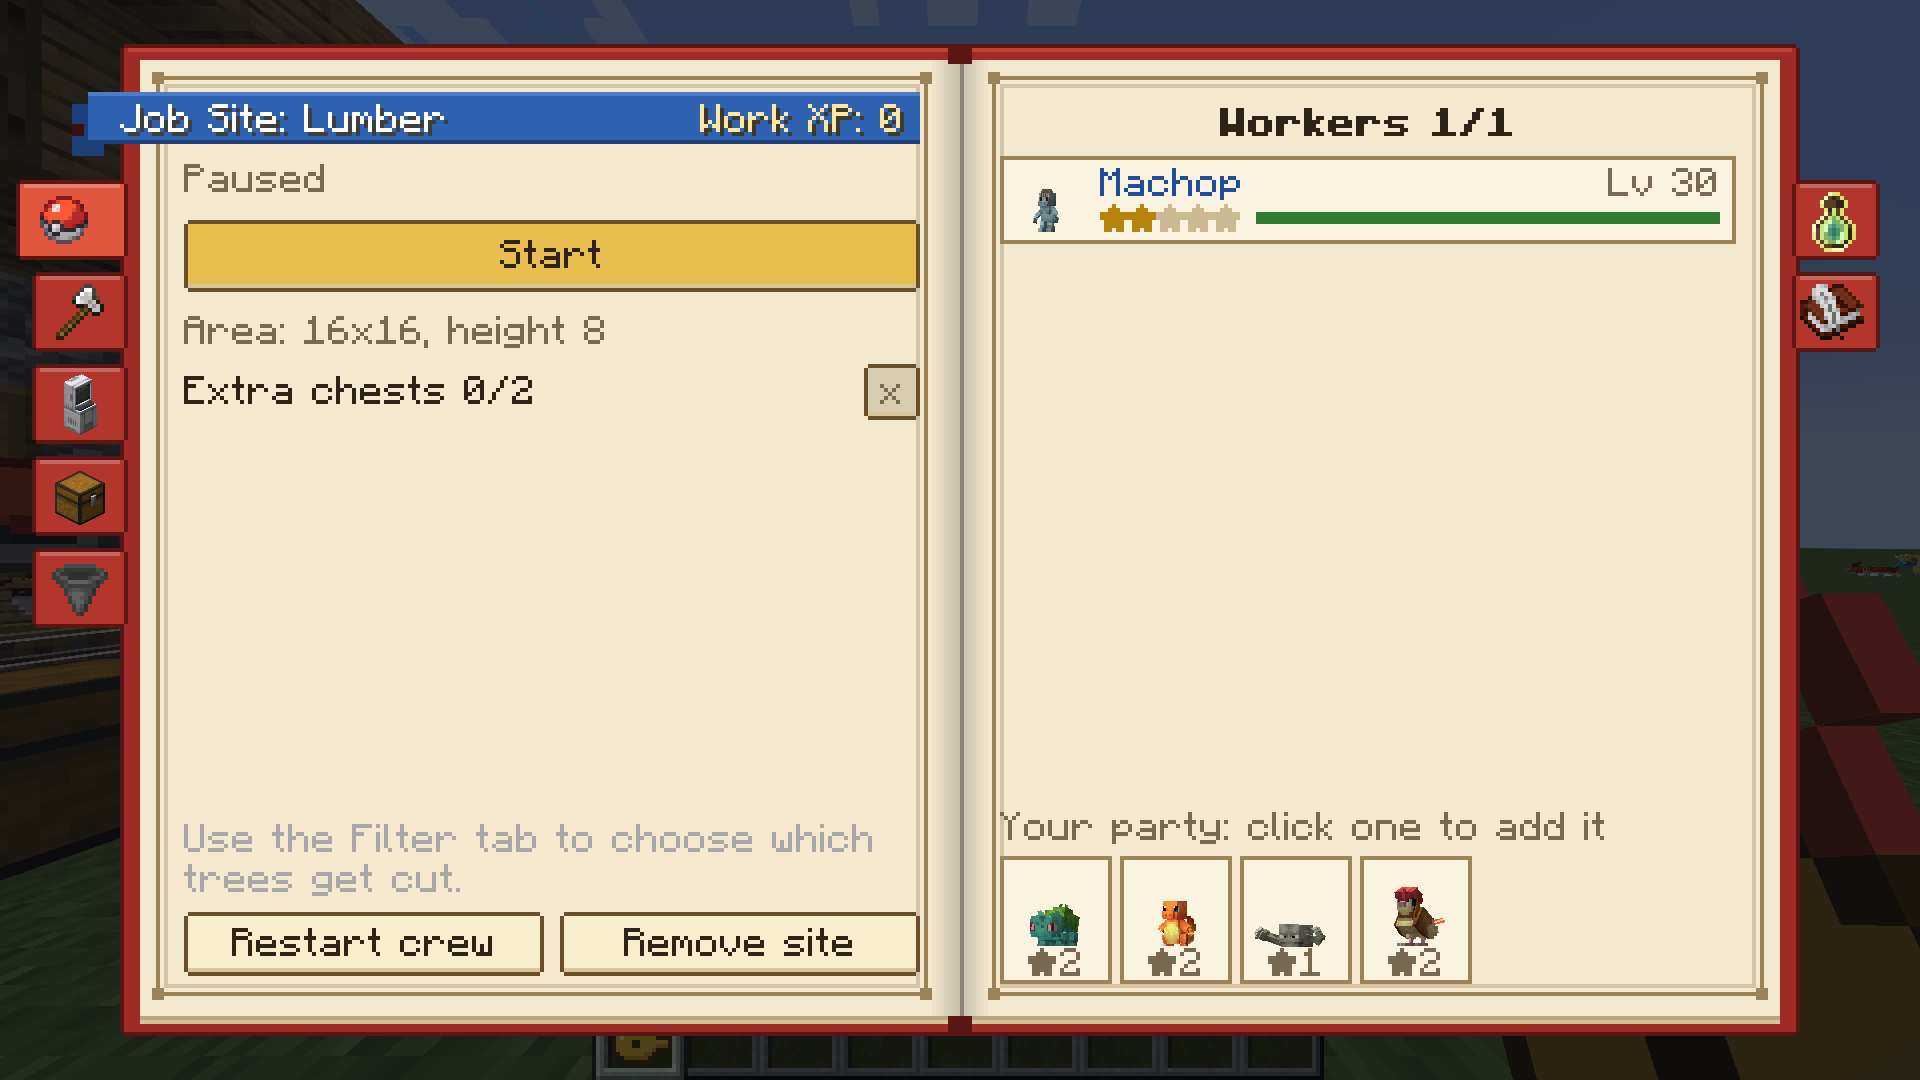 Job Site: Lumber
Work XP: 0
Paused
Start
Area: 16x16, height 8
Extra chests 0/2
x
Use the Filter tab to choose which
trees get cut.
Restart crew
Remove site
Workers 1/1
Machop
Lv 30
Your party: click one to add it
2
2
1
2